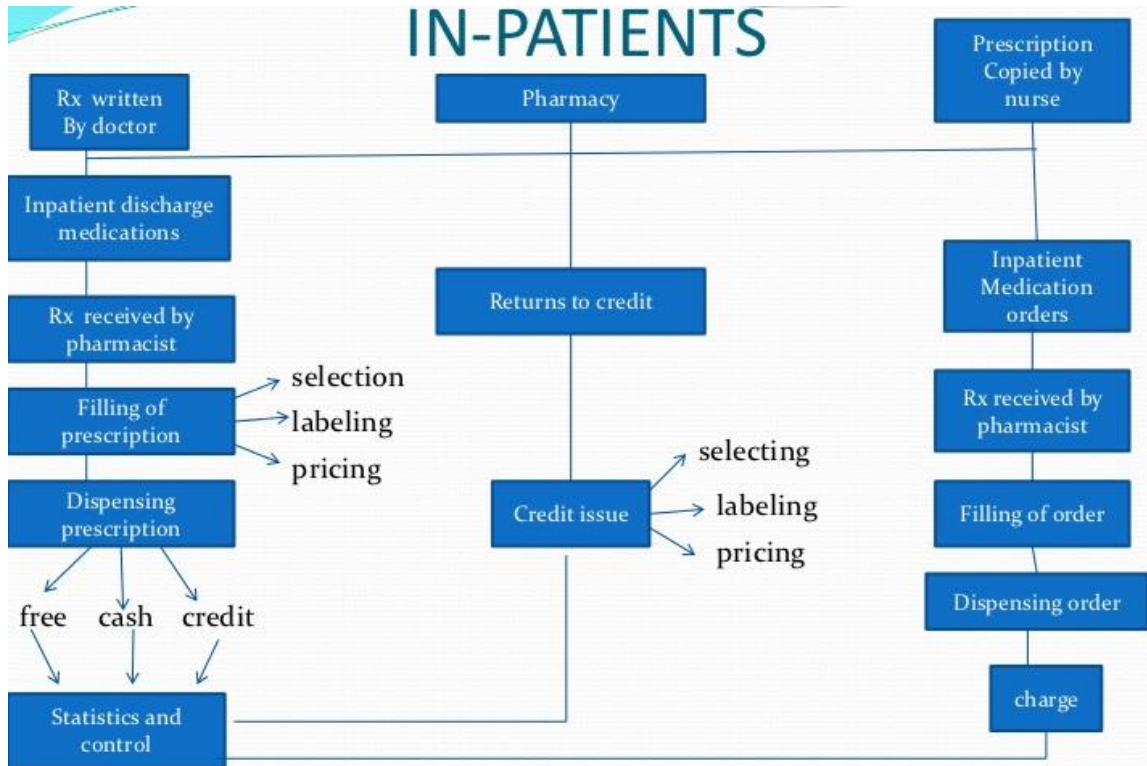 IN-PATIENTS
Rx written
By doctor
Pharmacy
Prescription
Copied by
nurse
Inpatient discharge
medications
Rx received by
pharmacist
Filling of
prescription
selection
labeling
pricing
Dispensing
prescription
free
cash
credit
Statistics and
control
Returns to credit
Credit issue
selecting
labeling
pricing
Inpatient
Medication
orders
Rx received by
pharmacist
Filling of order
Dispensing order
charge